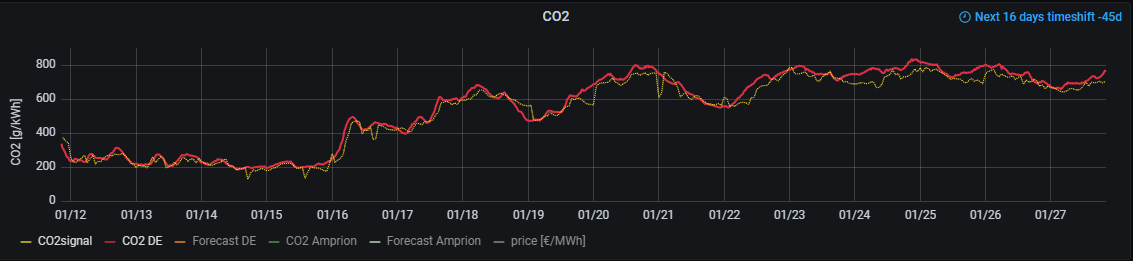 CO2
Next 16 days timeshift -45d
CO2 [g/kWh]
800
600
400
200
0
01/12 01/13 01/14 01/15 01/16 01/17 01/18 01/19 01/20 01/21 01/22 01/23 01/24 01/25 01/26 01/27
CO2signal CO2 DE Forecast DE CO2 Amprion Forecast Amprion price [€/MWh]